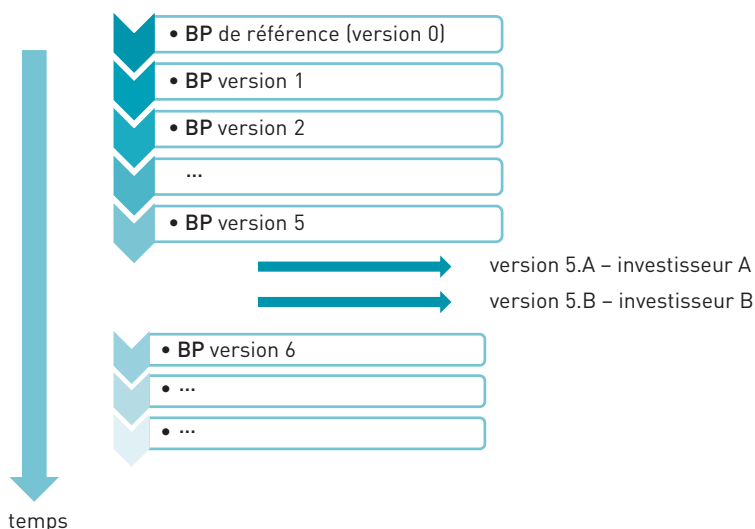 • BP de référence (version 0)
• BP version 1
• BP version 2
...
• BP version 5
version 5.A – investisseur A
version 5.B – investisseur B
• BP version 6
• ...
• ...
temps